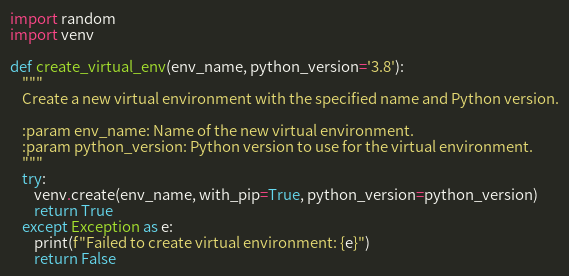 import random
import venv

def create_virtual_env(env_name, python_version='3.8'):
    """
    Create a new virtual environment with the specified name and Python version.

    :param env_name: Name of the new virtual environment.
    :param python_version: Python version to use for the virtual environment.
    """
    try:
        venv.create(env_name, with_pip=True, python_version=python_version)
        return True
    except Exception as e:
        print(f"Failed to create virtual environment: {e}")
        return False